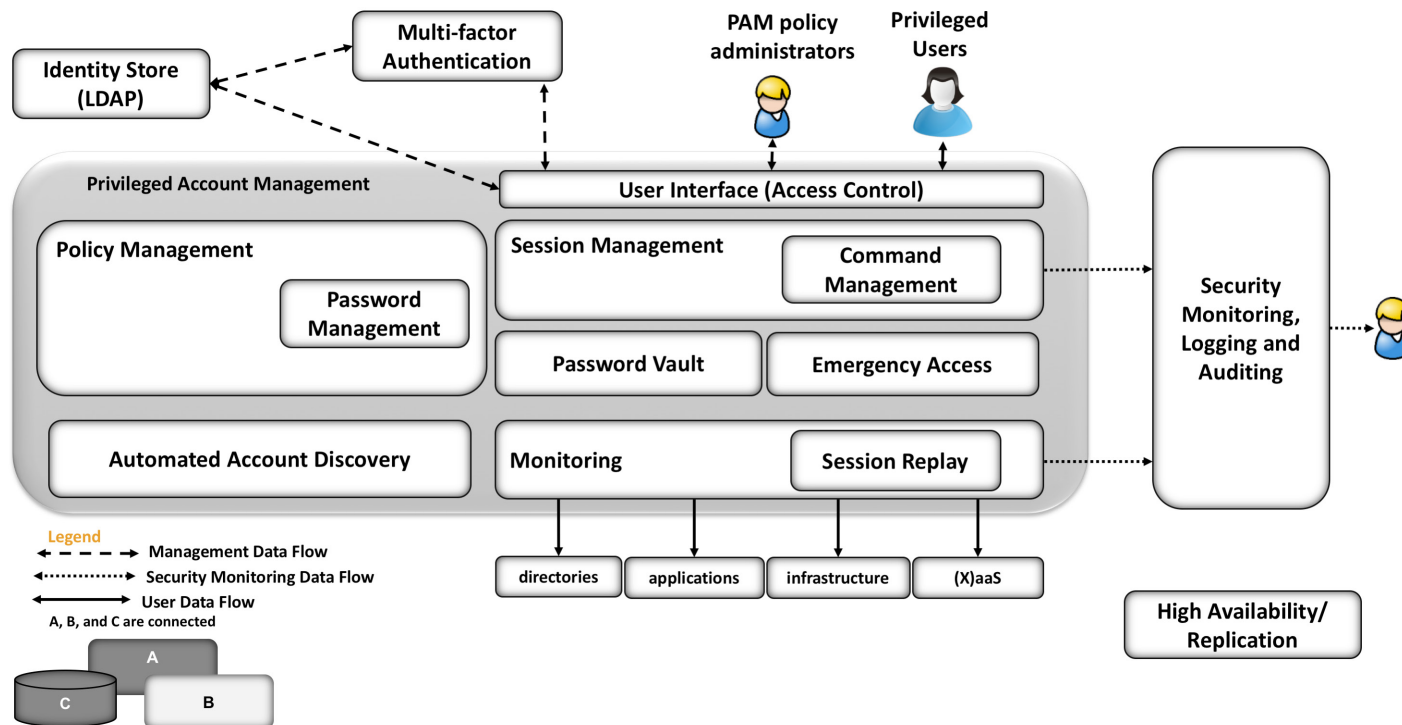 Multi-factor
Authentication
PAM policy
administrators
Privileged
Users
Identity Store
(LDAP)
Privileged Account Management
User Interface (Access Control)
Policy Management
Password
Management
Session Management
Command
Management
Password Vault
Emergency Access
Automated Account Discovery
Monitoring
Session Replay
Security
Monitoring,
Logging and
Auditing
directories
applications
infrastructure
(X)aaS
High Availability/
Replication
Legend
Management Data Flow
Security Monitoring Data Flow
User Data Flow
A, B, and C are connected
A
C
B